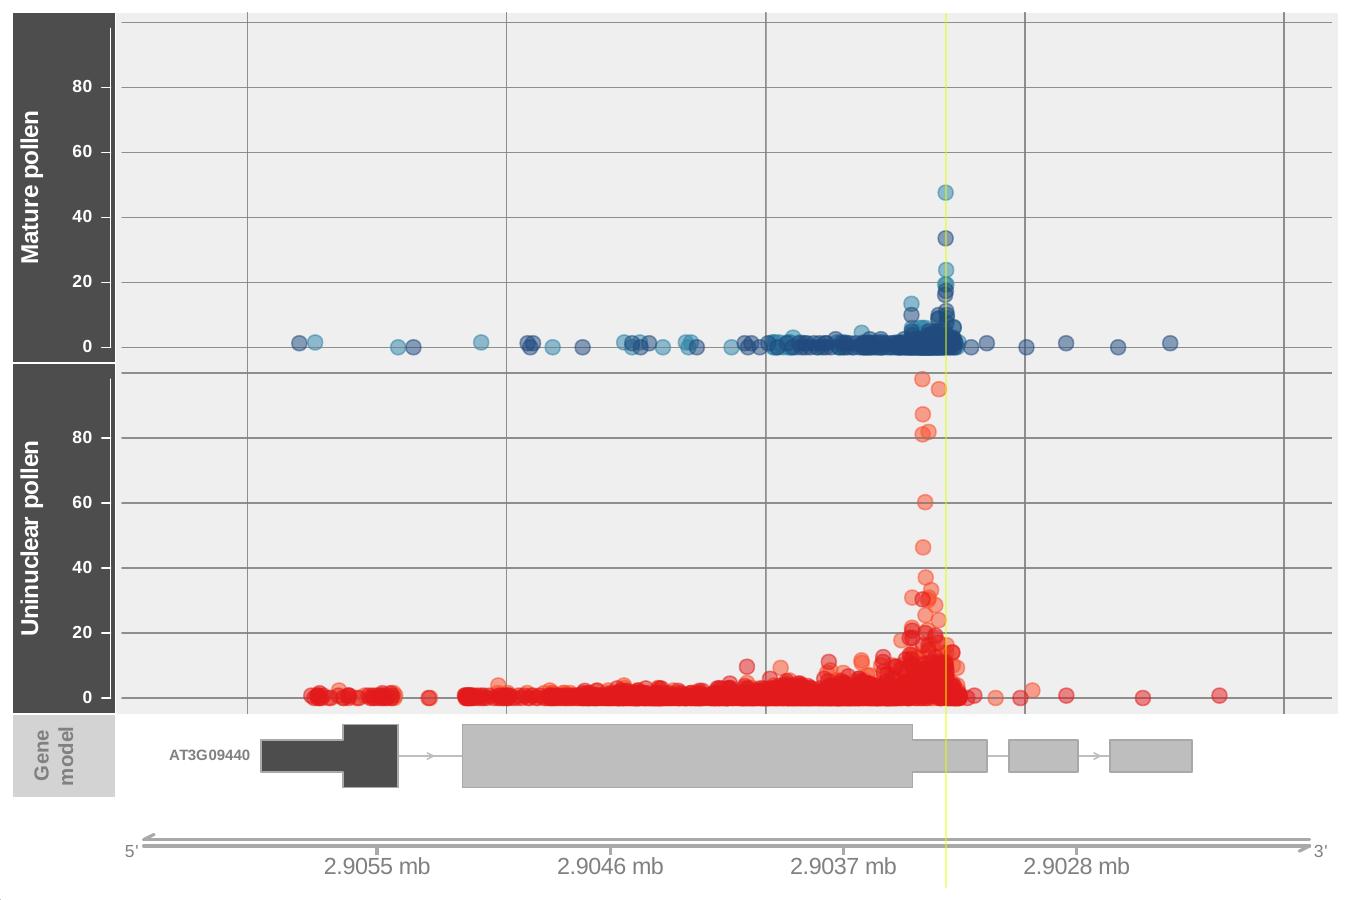 Mature pollen
80
60
40
20
0
Uninuclear pollen
80
60
40
20
0
Gene
model
AT3G09440
5'
3'
2.9055 mb
2.9046 mb
2.9037 mb
2.9028 mb